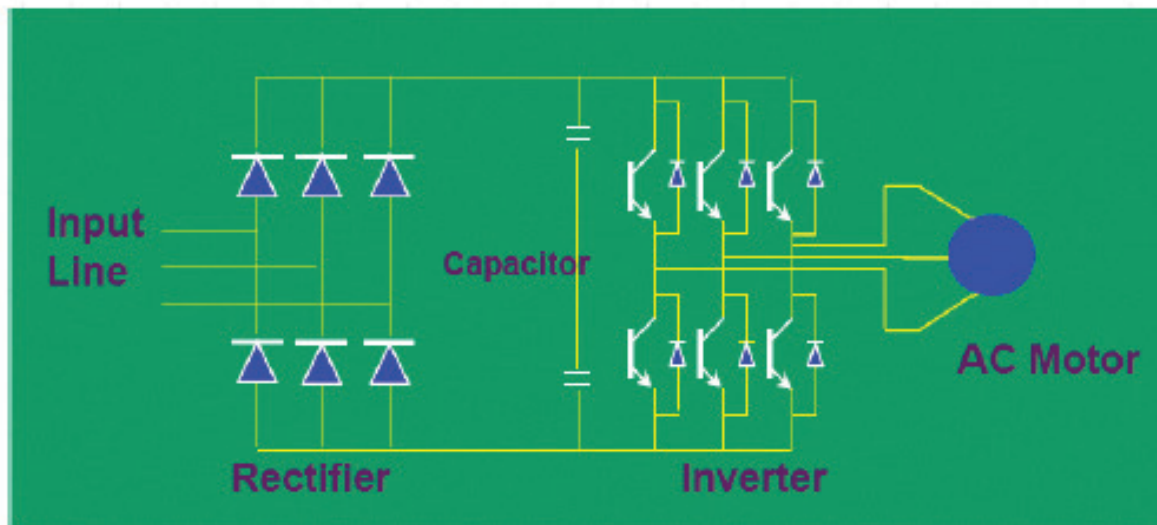 Input
Line
Capacitor
AC Motor
Rectifier
Inverter